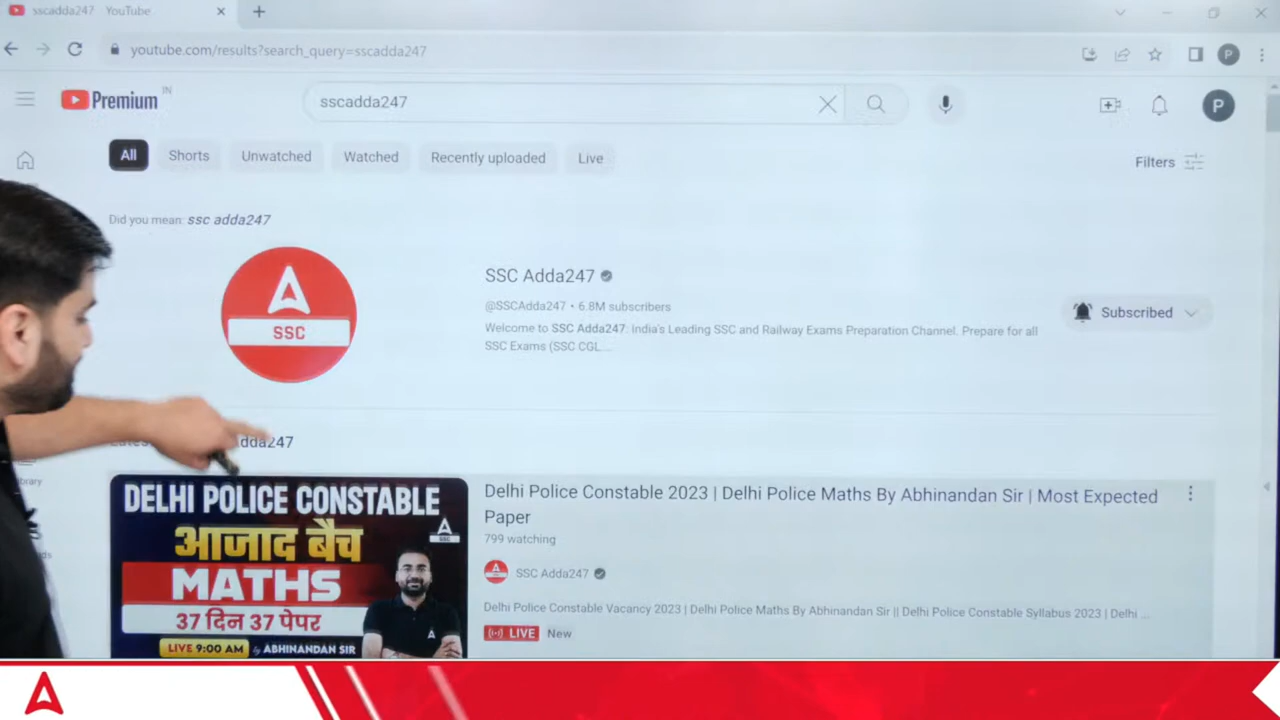 sscadda247 YouTube
youtube.com/results?search_query=sscadda247
P
Premium IN
sscadda247
P
All
Shorts
Unwatched
Watched
Recently uploaded
Live
Filters
Did you mean: ssc adda247
SSC
SSC Adda247
@SSCAdda247 • 6.8M subscribers
Welcome to SSC Adda247: India's Leading SSC and Railway Exams Preparation Channel. Prepare for all
SSC Exams (SSC CGL...
Subscribed
dda247
DELHI POLICE CONSTABLE
आजाद बैच
MATHS
37 दिन 37 पेपर
LIVE 9:00 AM by ABHINANDAN SIR
Delhi Police Constable 2023 | Delhi Police Maths By Abhinandan Sir | Most Expected
Paper
799 watching
SSC Adda247
Delhi Police Constable Vacancy 2023 | Delhi Police Maths By Abhinandan Sir || Delhi Police Constable Syllabus 2023 | Delhi ...
LIVE New